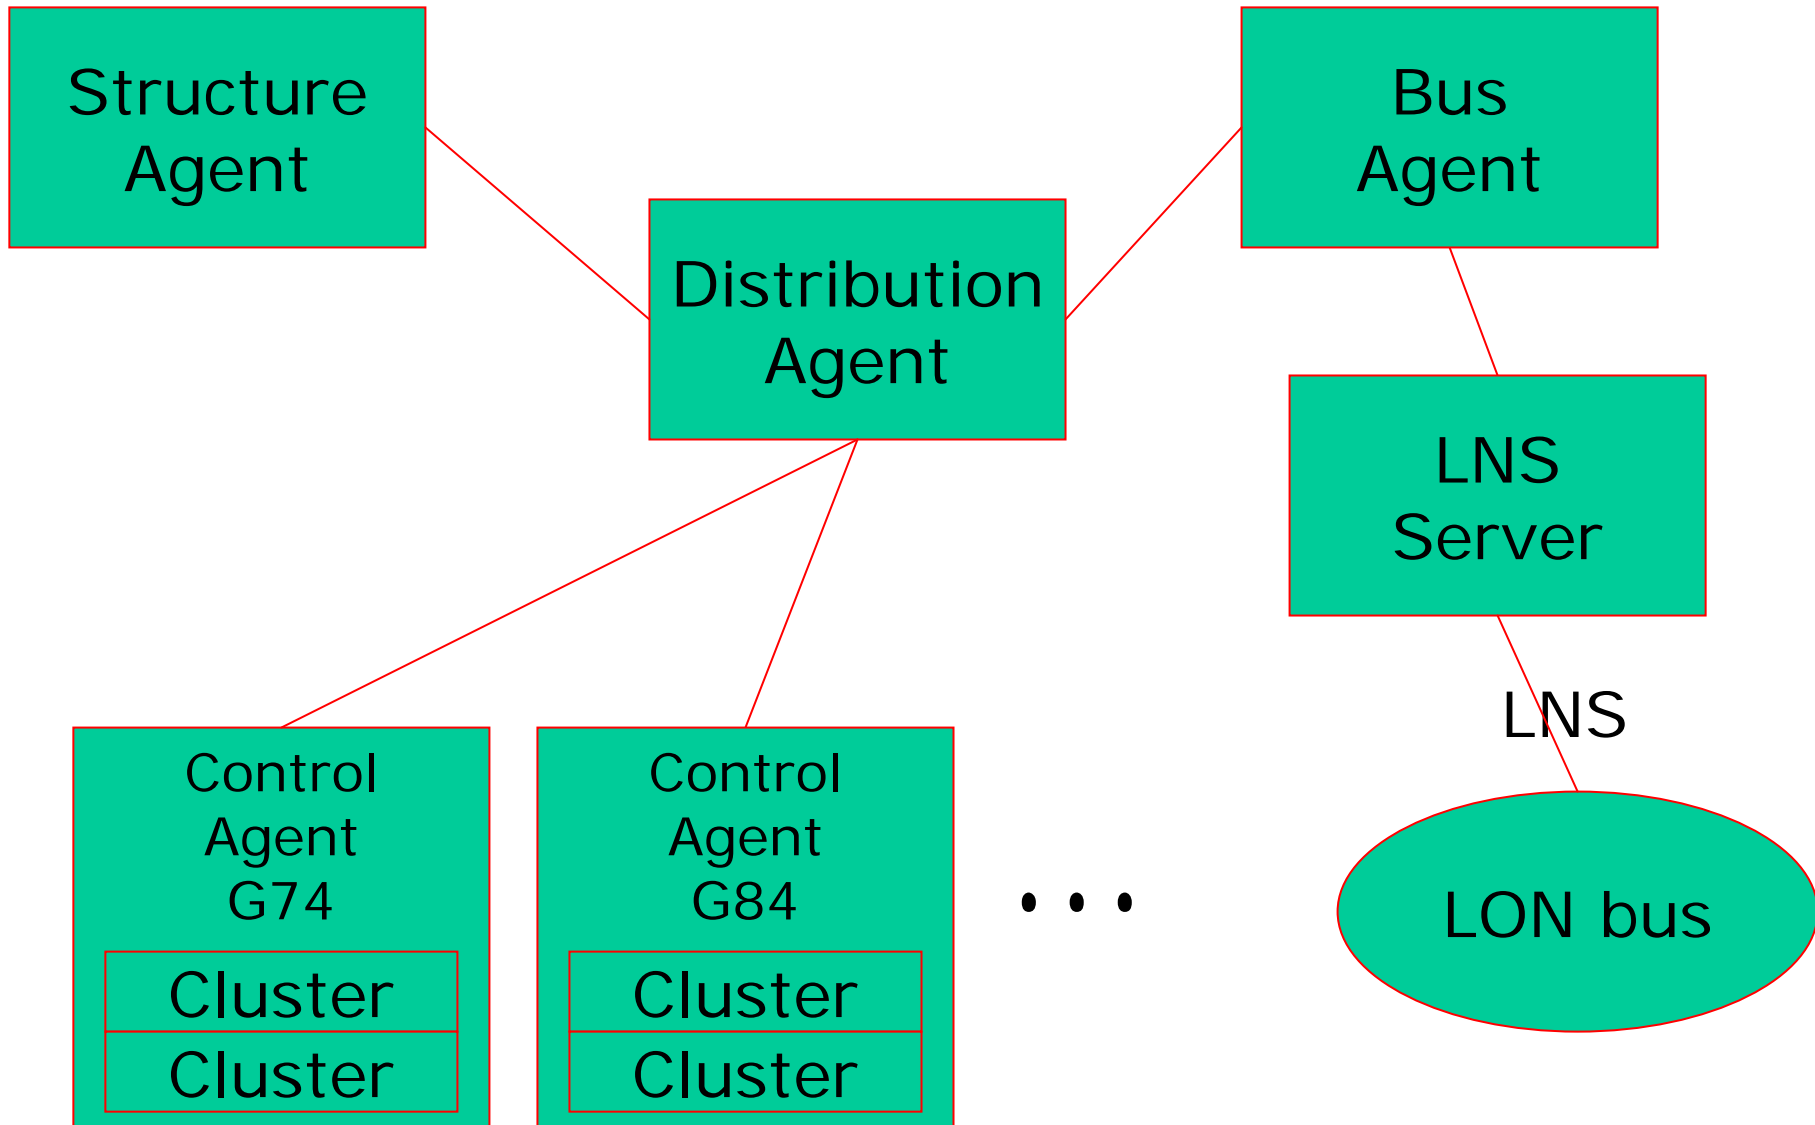 Structure
Agent
Bus
Agent
Distribution
Agent
LNS
Server
LNS
Control
Agent
G74
Cluster
Cluster
Control
Agent
G84
Cluster
Cluster
...
LON bus